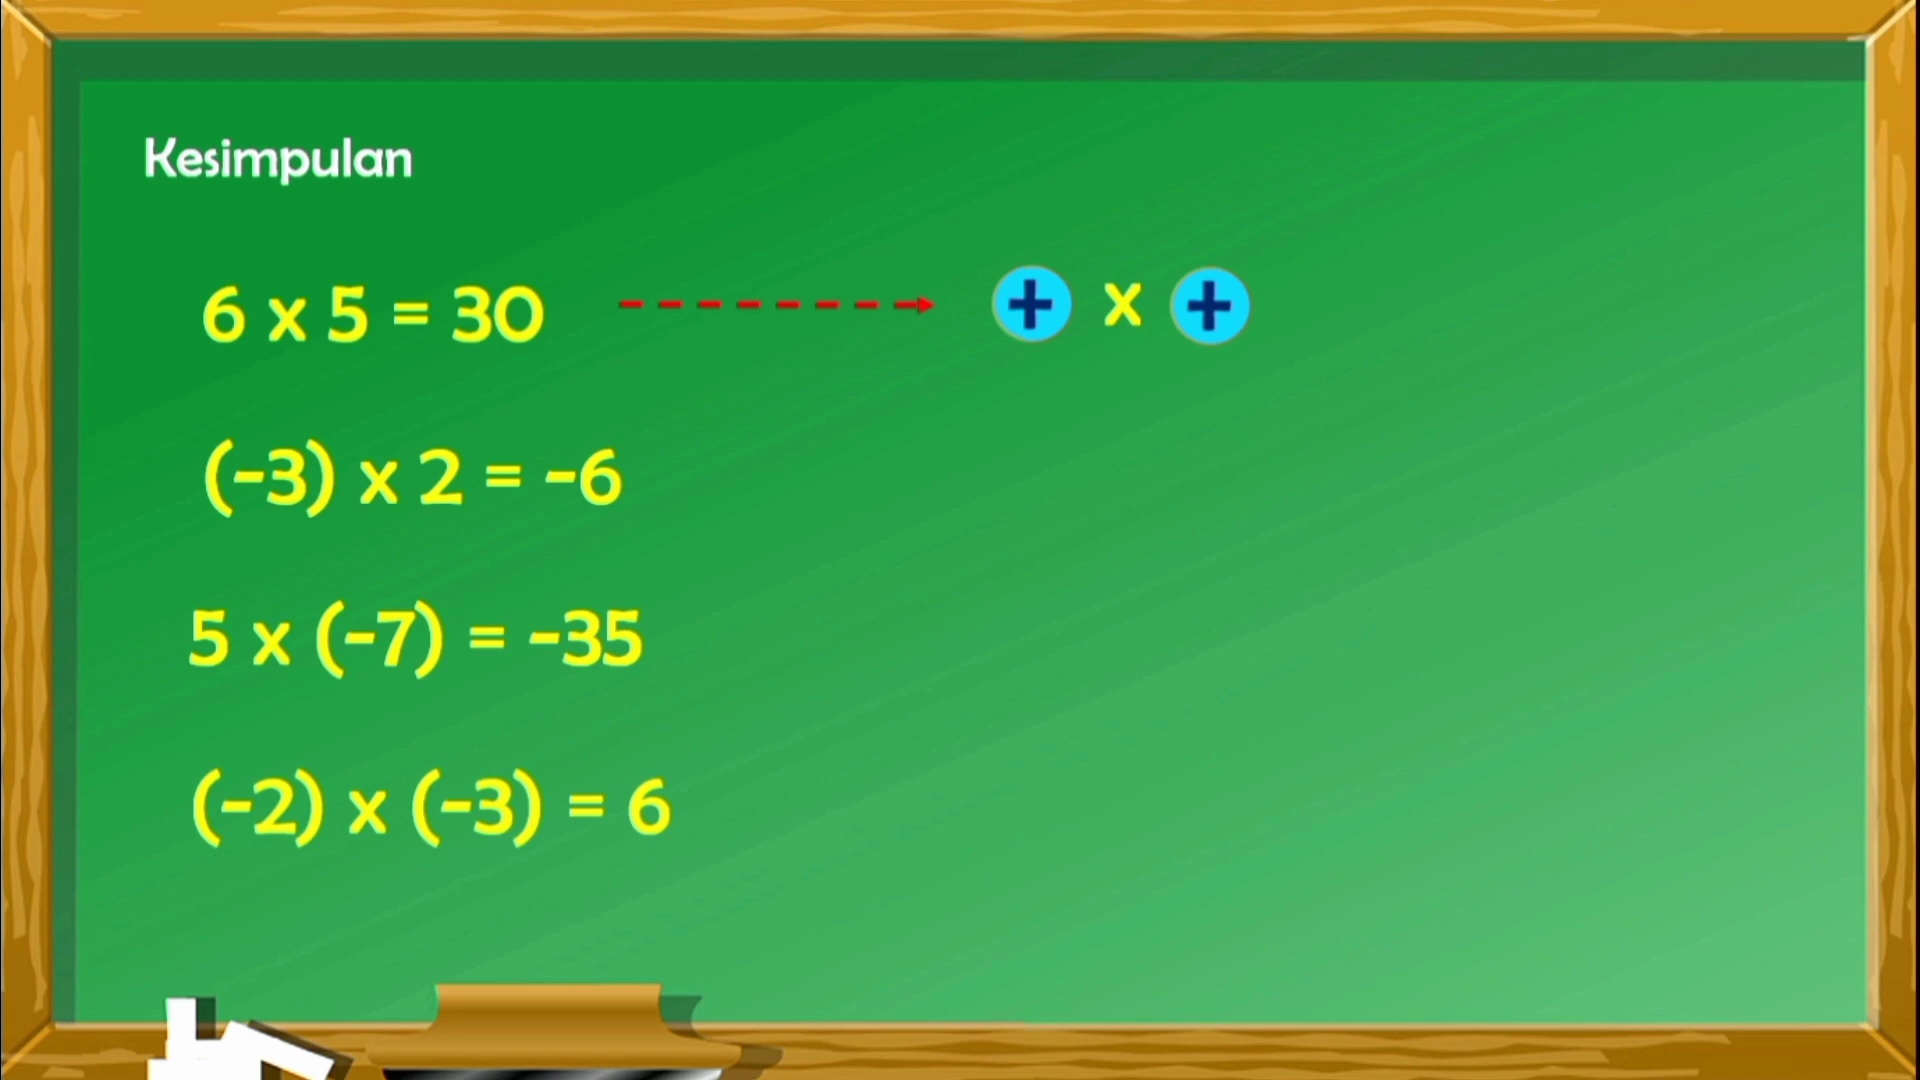 Kesimpulan
6 x 5 = 30 + x +
(-3) x 2 = -6
5 x (-7) = -35
(-2) x (-3) = 6